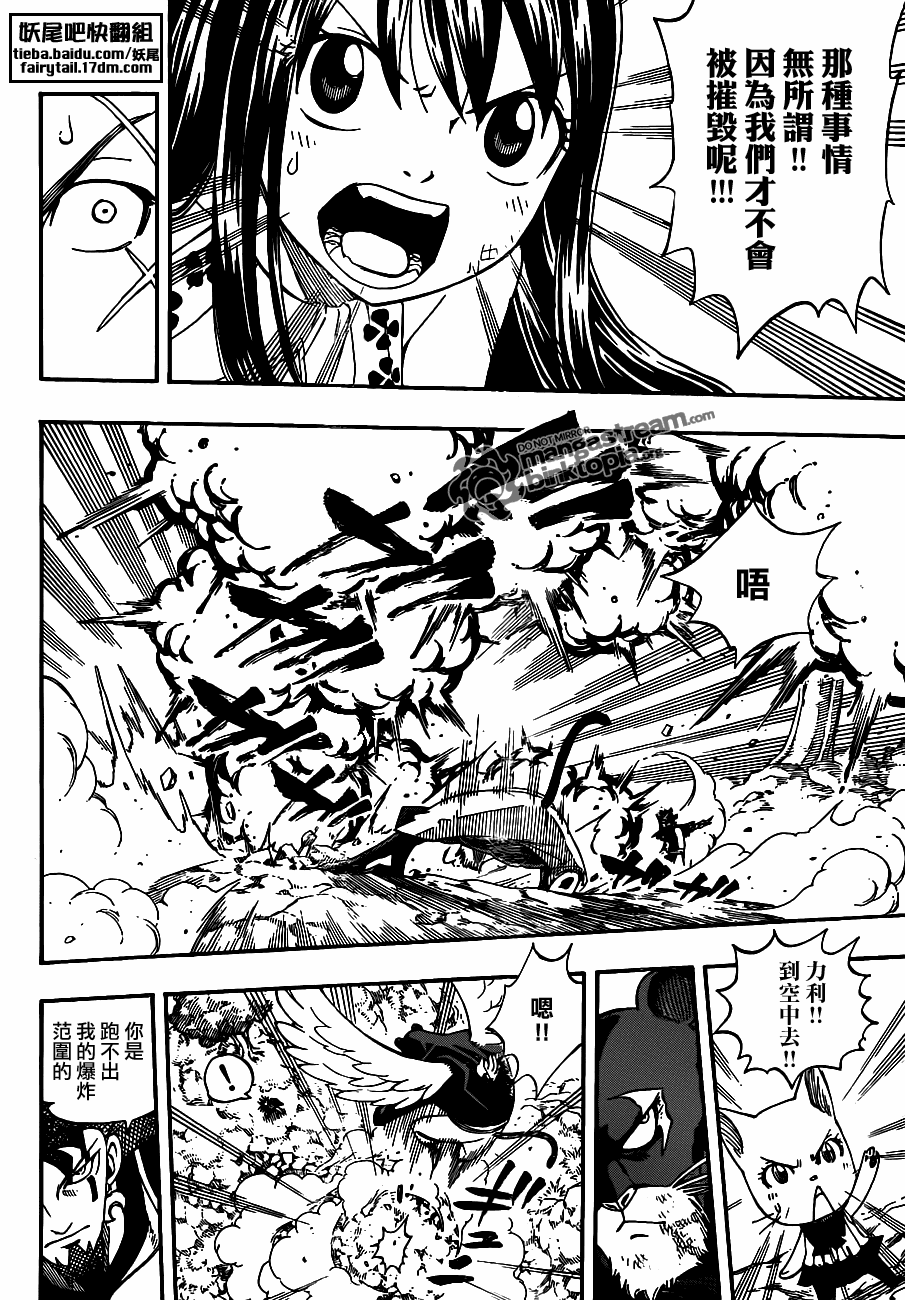 妖尾吧快翻組
tieba.baidu.com/妖尾
fairytail.17dm.com
那種事情
無所謂!!
因為我們才不會
被摧毀呢!!!
DO NOT MIRROR
mangastream.com
binktopia.org
唔
力利!!
到空中去!!
嗯!!
!
你是
跑不出
我的爆炸
范圍的